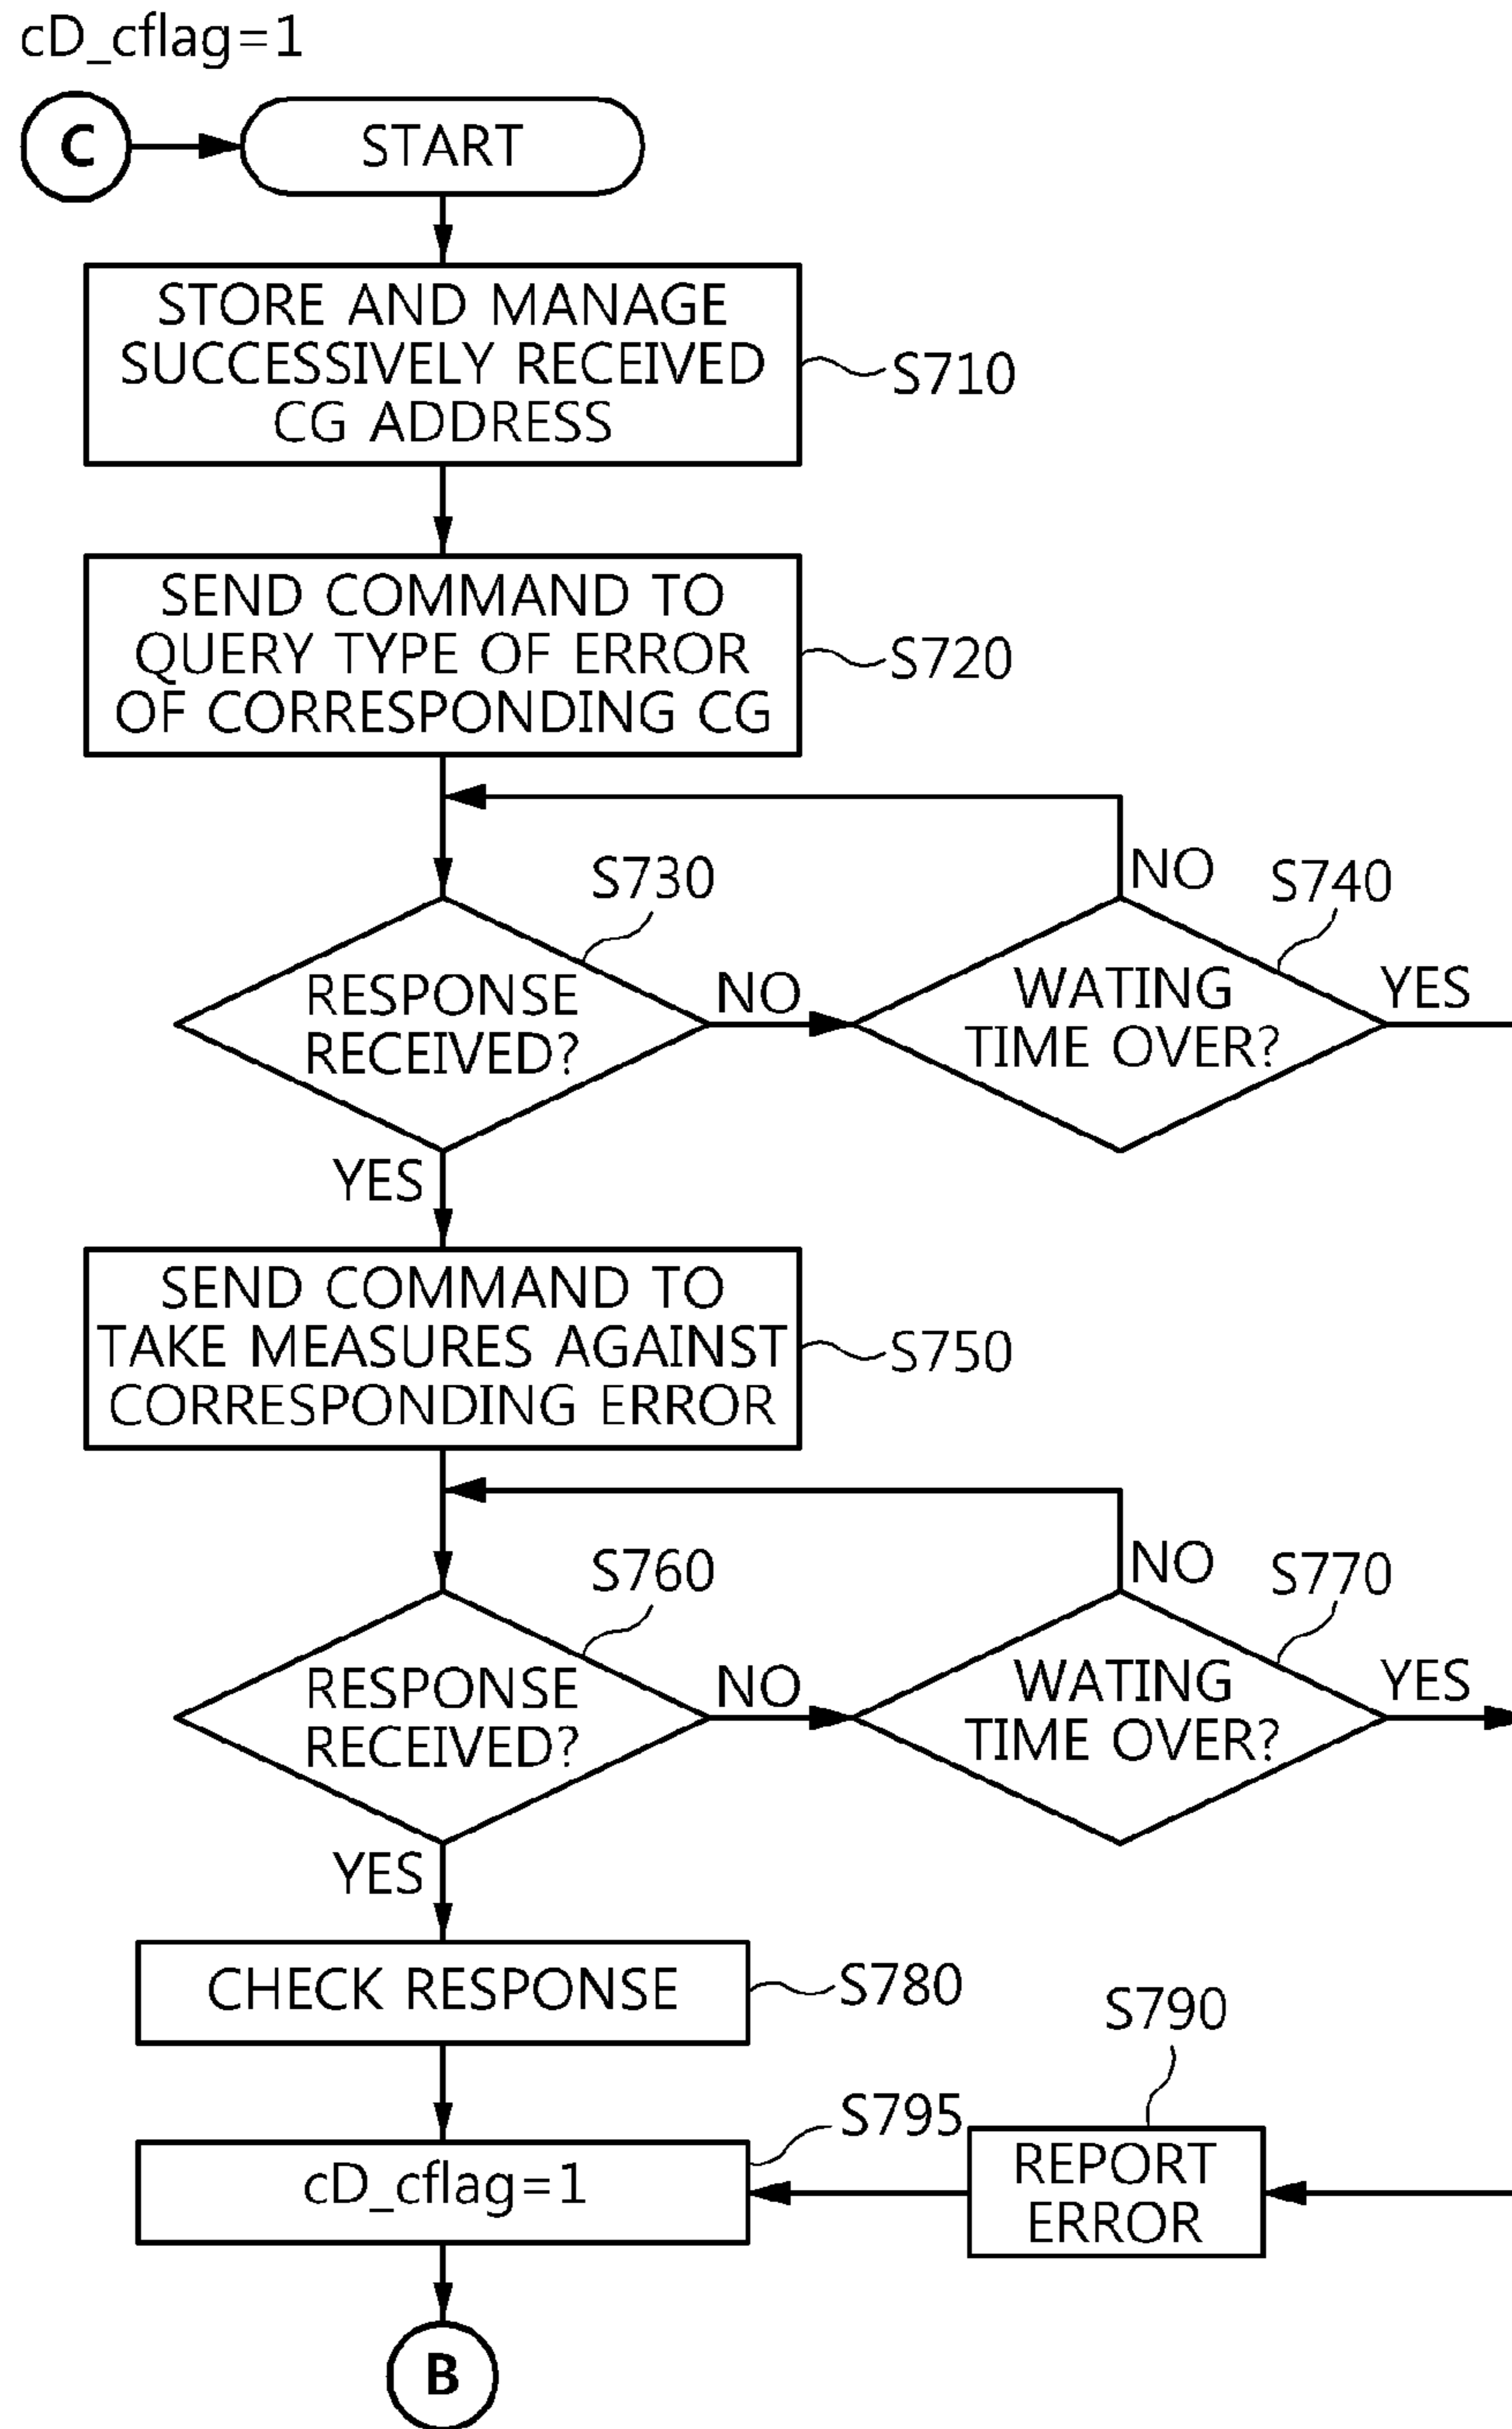 cD_cflag=1
C
START
STORE AND MANAGE
SUCCESSIVELY RECEIVED
CG ADDRESS
S710
SEND COMMAND TO
QUERY TYPE OF ERROR
OF CORRESPONDING CG
S720
S730
NO
S740
RESPONSE
RECEIVED?
NO
WATING
TIME OVER?
YES
YES
SEND COMMAND TO
TAKE MEASURES AGAINST
CORRESPONDING ERROR
S750
S760
NO
S770
RESPONSE
RECEIVED?
NO
WATING
TIME OVER?
YES
YES
CHECK RESPONSE
S780
S790
S795
cD_cflag=1
REPORT
ERROR
B